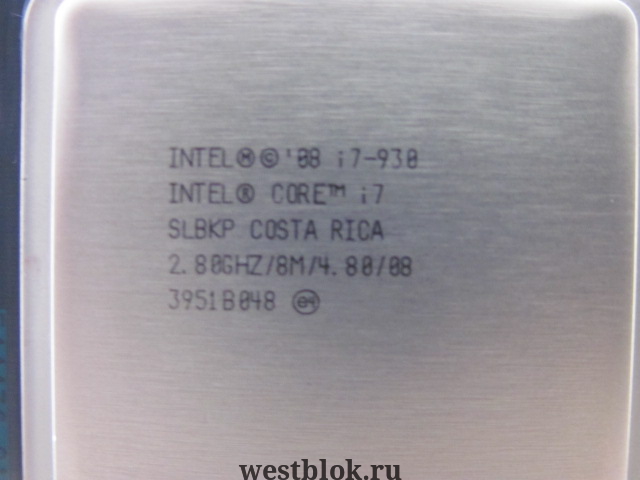 INTEL®©'08 i7-930
INTEL® CORE™ i7
SLBKP COSTA RICA
2.80GHZ/8M/4.80/08
3951B048 e4
westblok.ru